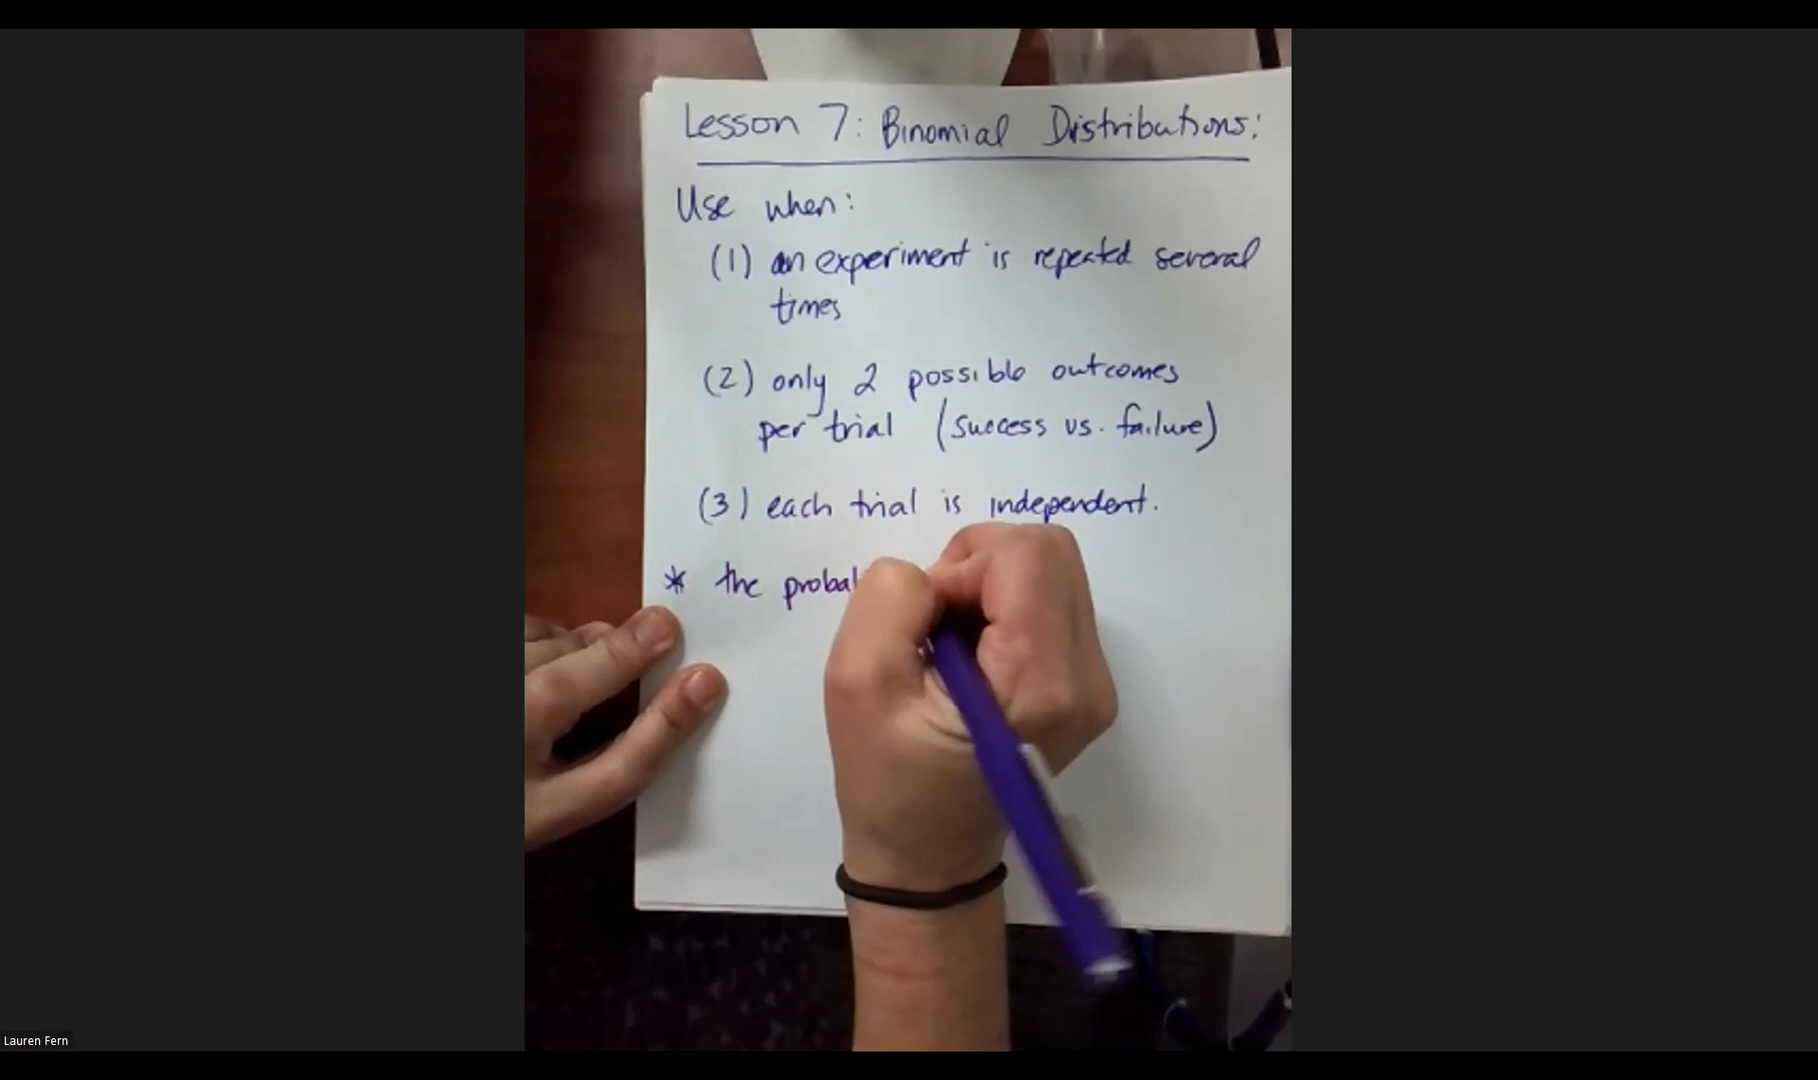 Lesson 7: Binomial Distributions:
Use when:
(1) an experiment is repeated several
times
(2) only 2 possible outcomes
per trial (success vs. failure)
(3) each trial is independent.
* the probab
Lauren Fern